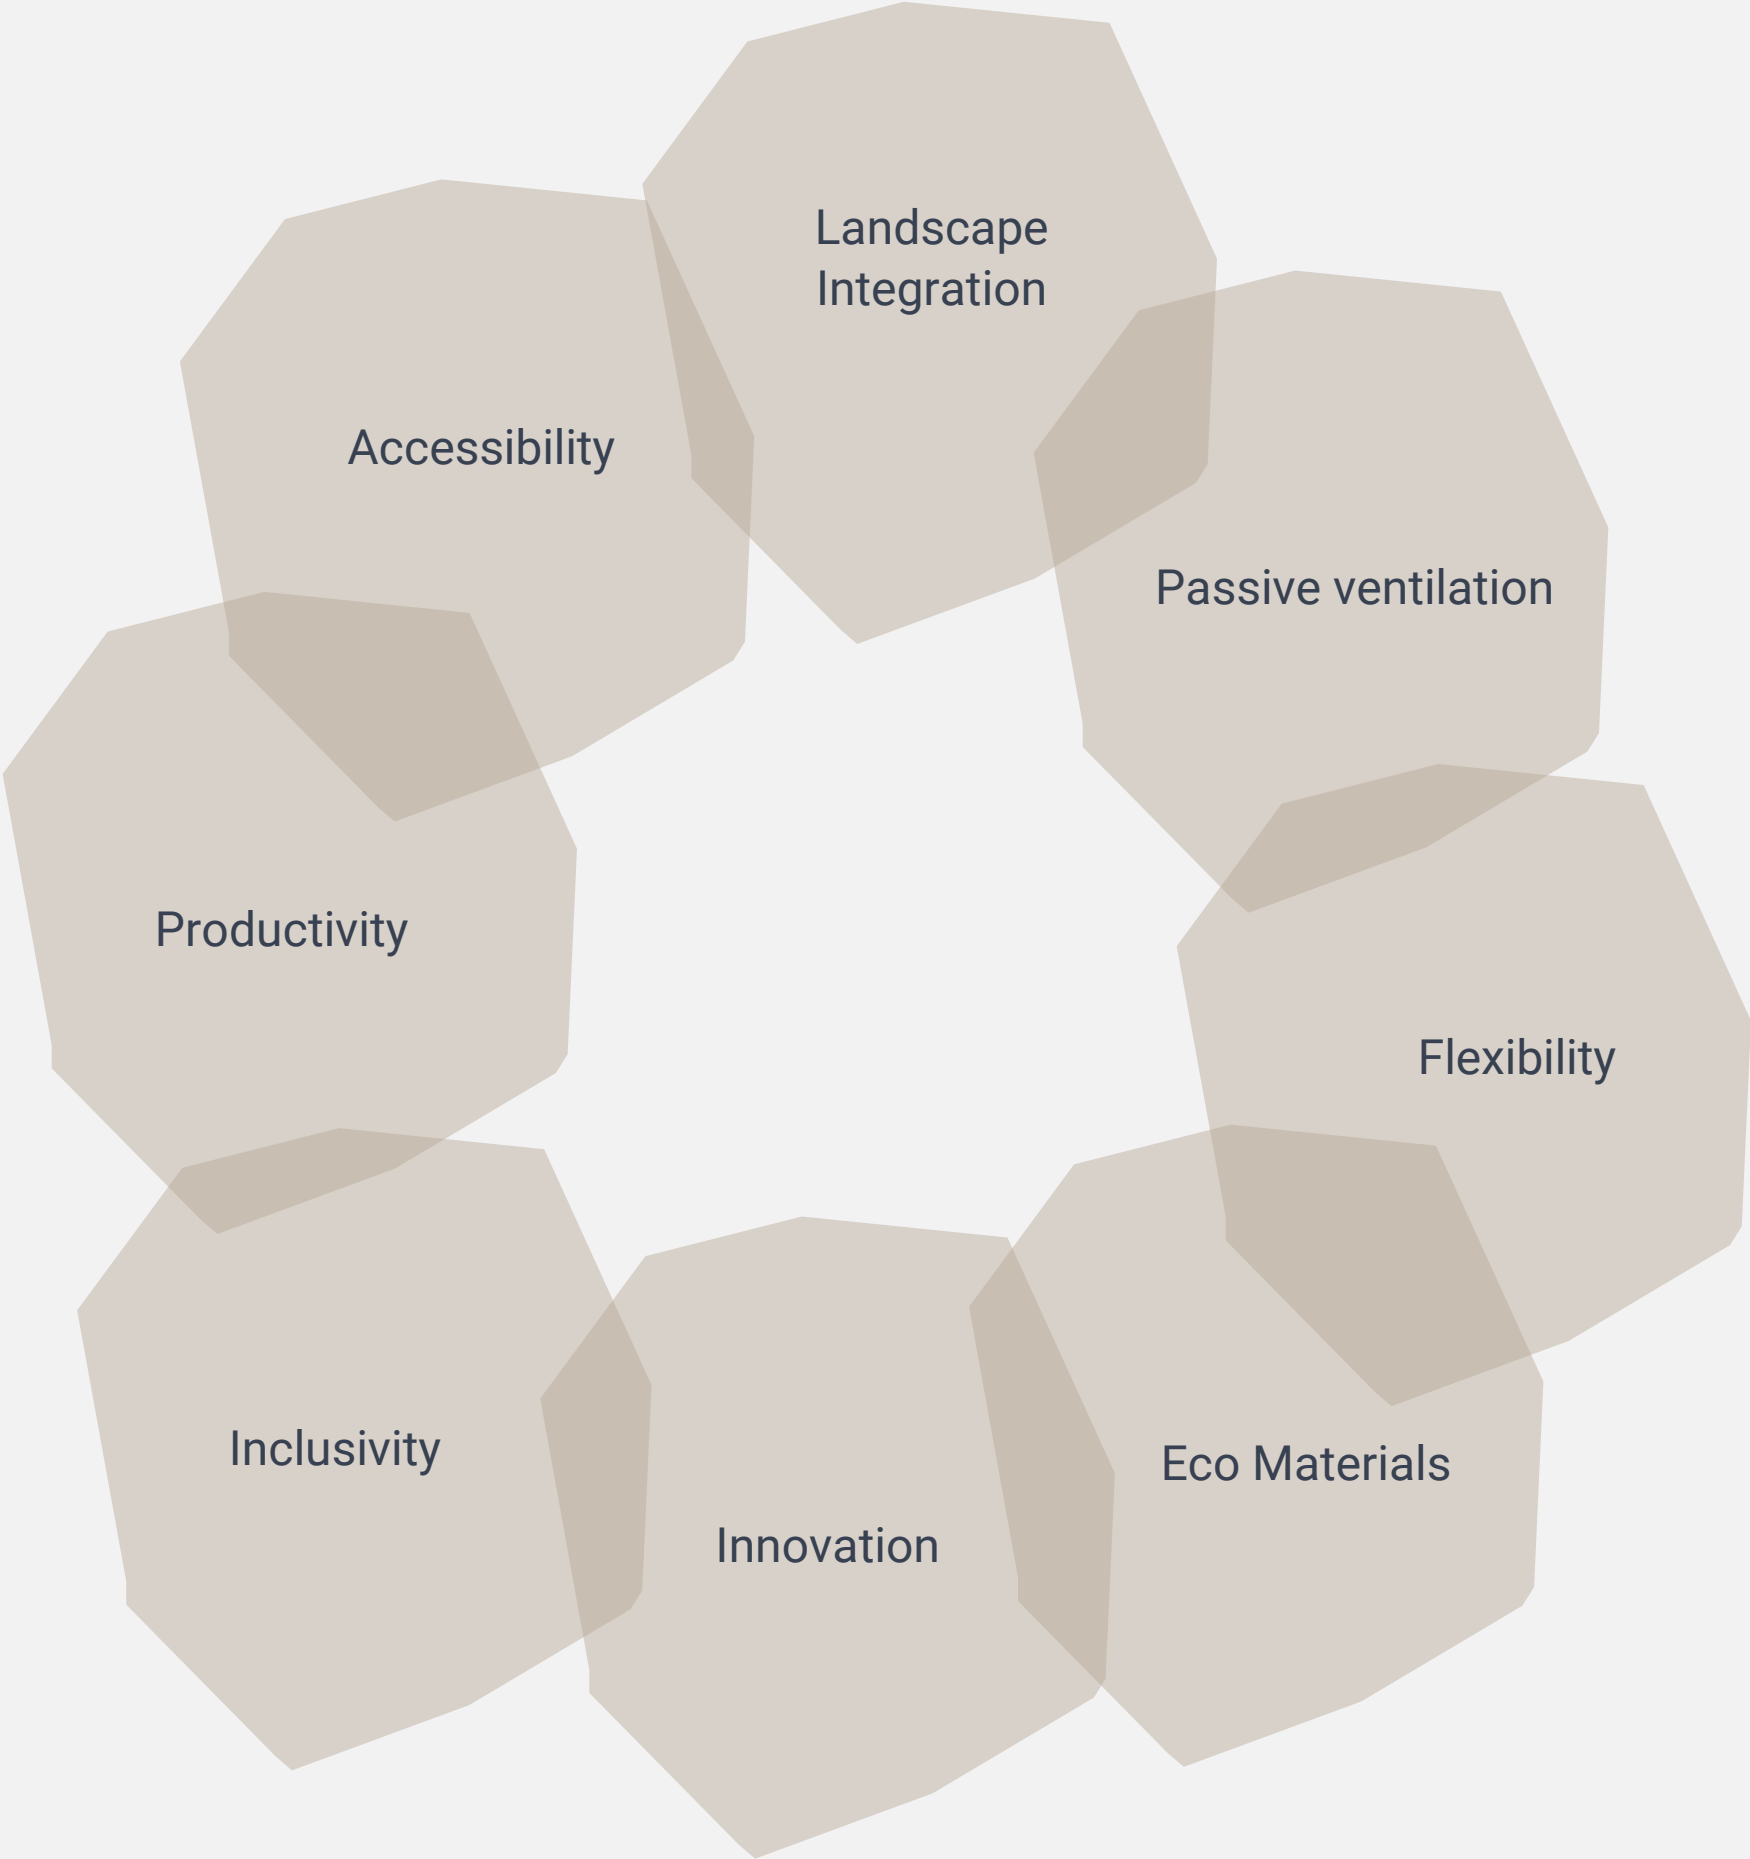 Landscape
Integration
Accessibility
Passive ventilation
Productivity
Flexibility
Inclusivity
Eco Materials
Innovation